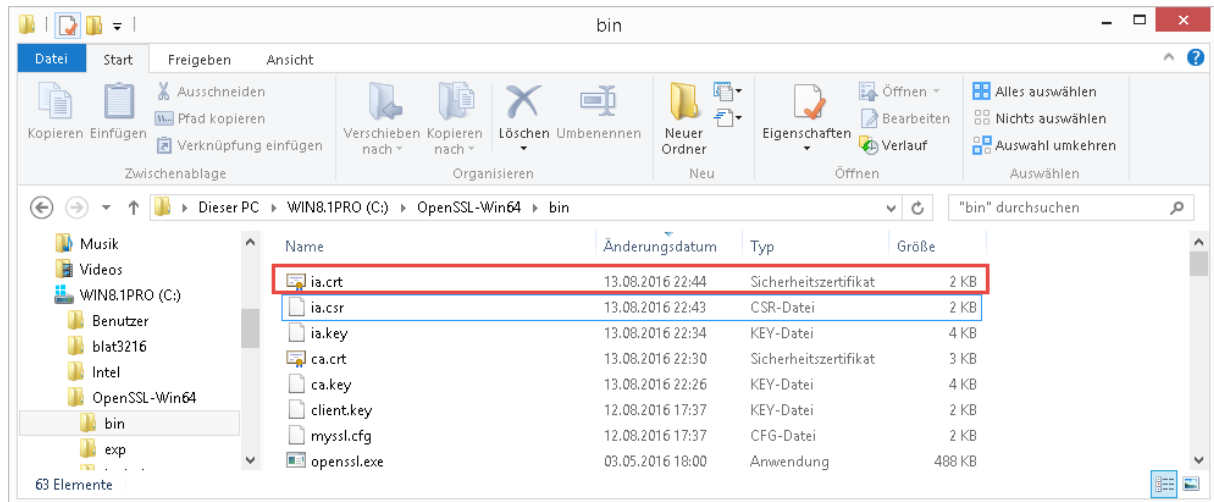 bin
Datei Start Freigeben Ansicht
Kopieren Einfügen
Ausschneiden
Pfad kopieren
Verknüpfung einfügen
Zwischenablage
Verschieben nach
Kopieren nach
Löschen Umbenennen
Organisieren
Neuer Ordner
Neu
Eigenschaften
Öffnen
Bearbeiten
Verlauf
Öffnen
Alles auswählen
Nichts auswählen
Auswahl umkehren
Auswählen
Dieser PC WIN8.1PRO (C:) OpenSSL-Win64 bin
"bin" durchsuchen
Musik
Videos
WIN8.1PRO (C:)
Benutzer
blat3216
Intel
OpenSSL-Win64
bin
exp
Name Änderungsdatum Typ Größe
ia.crt 13.08.2016 22:44 Sicherheitszertifikat 2 KB
ia.csr 13.08.2016 22:43 CSR-Datei 2 KB
ia.key 13.08.2016 22:34 KEY-Datei 4 KB
ca.crt 13.08.2016 22:30 Sicherheitszertifikat 3 KB
ca.key 13.08.2016 22:26 KEY-Datei 4 KB
client.key 12.08.2016 17:37 KEY-Datei 2 KB
myssl.cfg 12.08.2016 17:37 CFG-Datei 2 KB
openssl.exe 03.05.2016 18:00 Anwendung 488 KB
63 Elemente